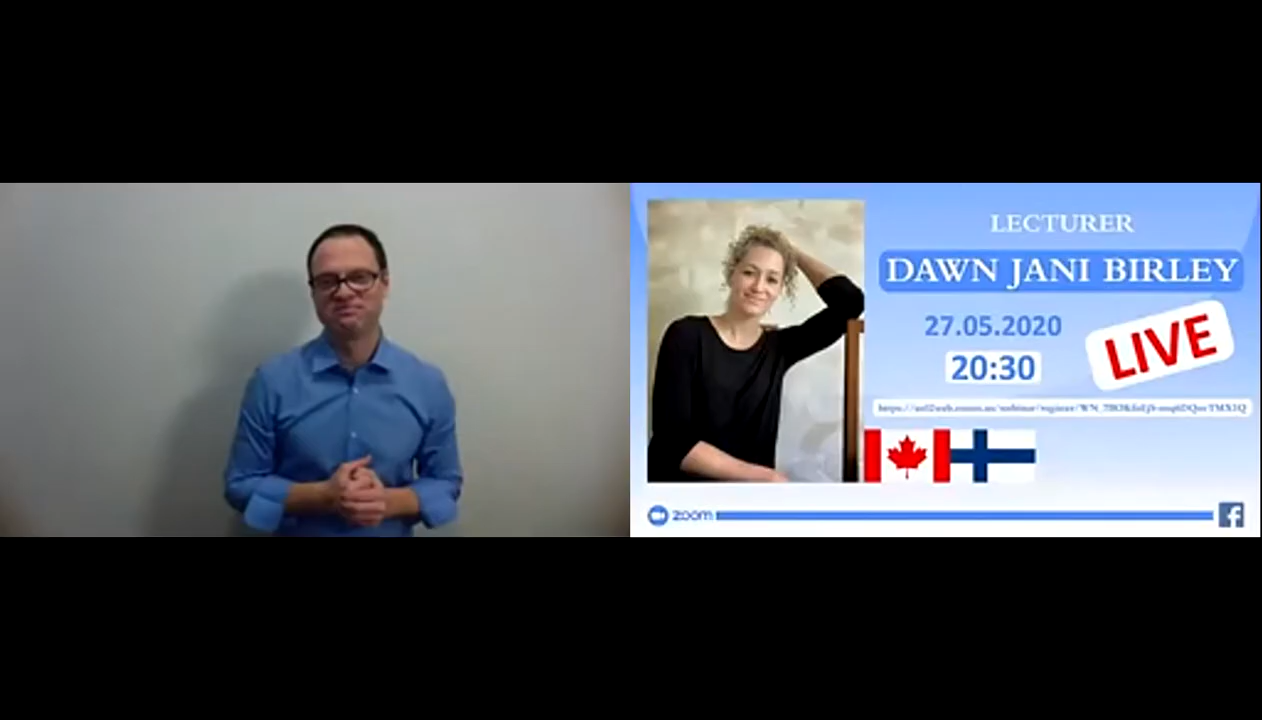 LECTURER
DAWN JANI BIRLEY
27.05.2020
LIVE
20:30
zoom